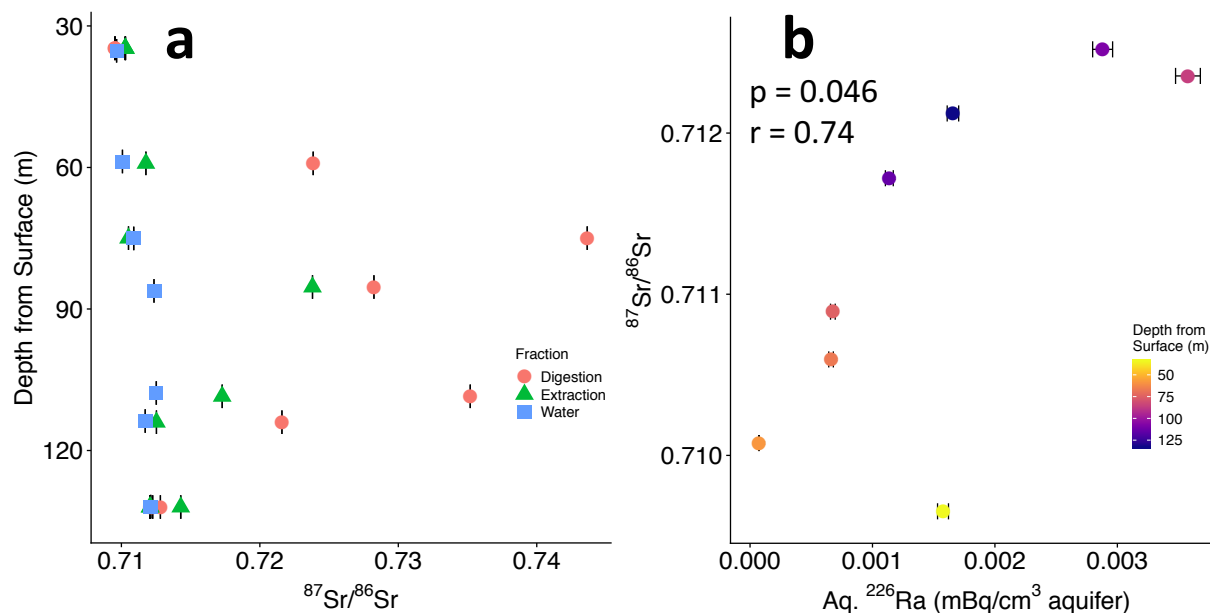 a
30
60
90
120
Depth from Surface (m)
0.71
0.72
0.73
0.74
⁸⁷Sr/⁸⁶Sr
Fraction
Digestion
Extraction
Water
b
p = 0.046
r = 0.74
0.712
0.711
0.710
⁸⁷Sr/⁸⁶Sr
0.000
0.001
0.002
0.003
Aq. ²²⁶Ra (mBq/cm³ aquifer)
Depth from
Surface (m)
50
75
100
125